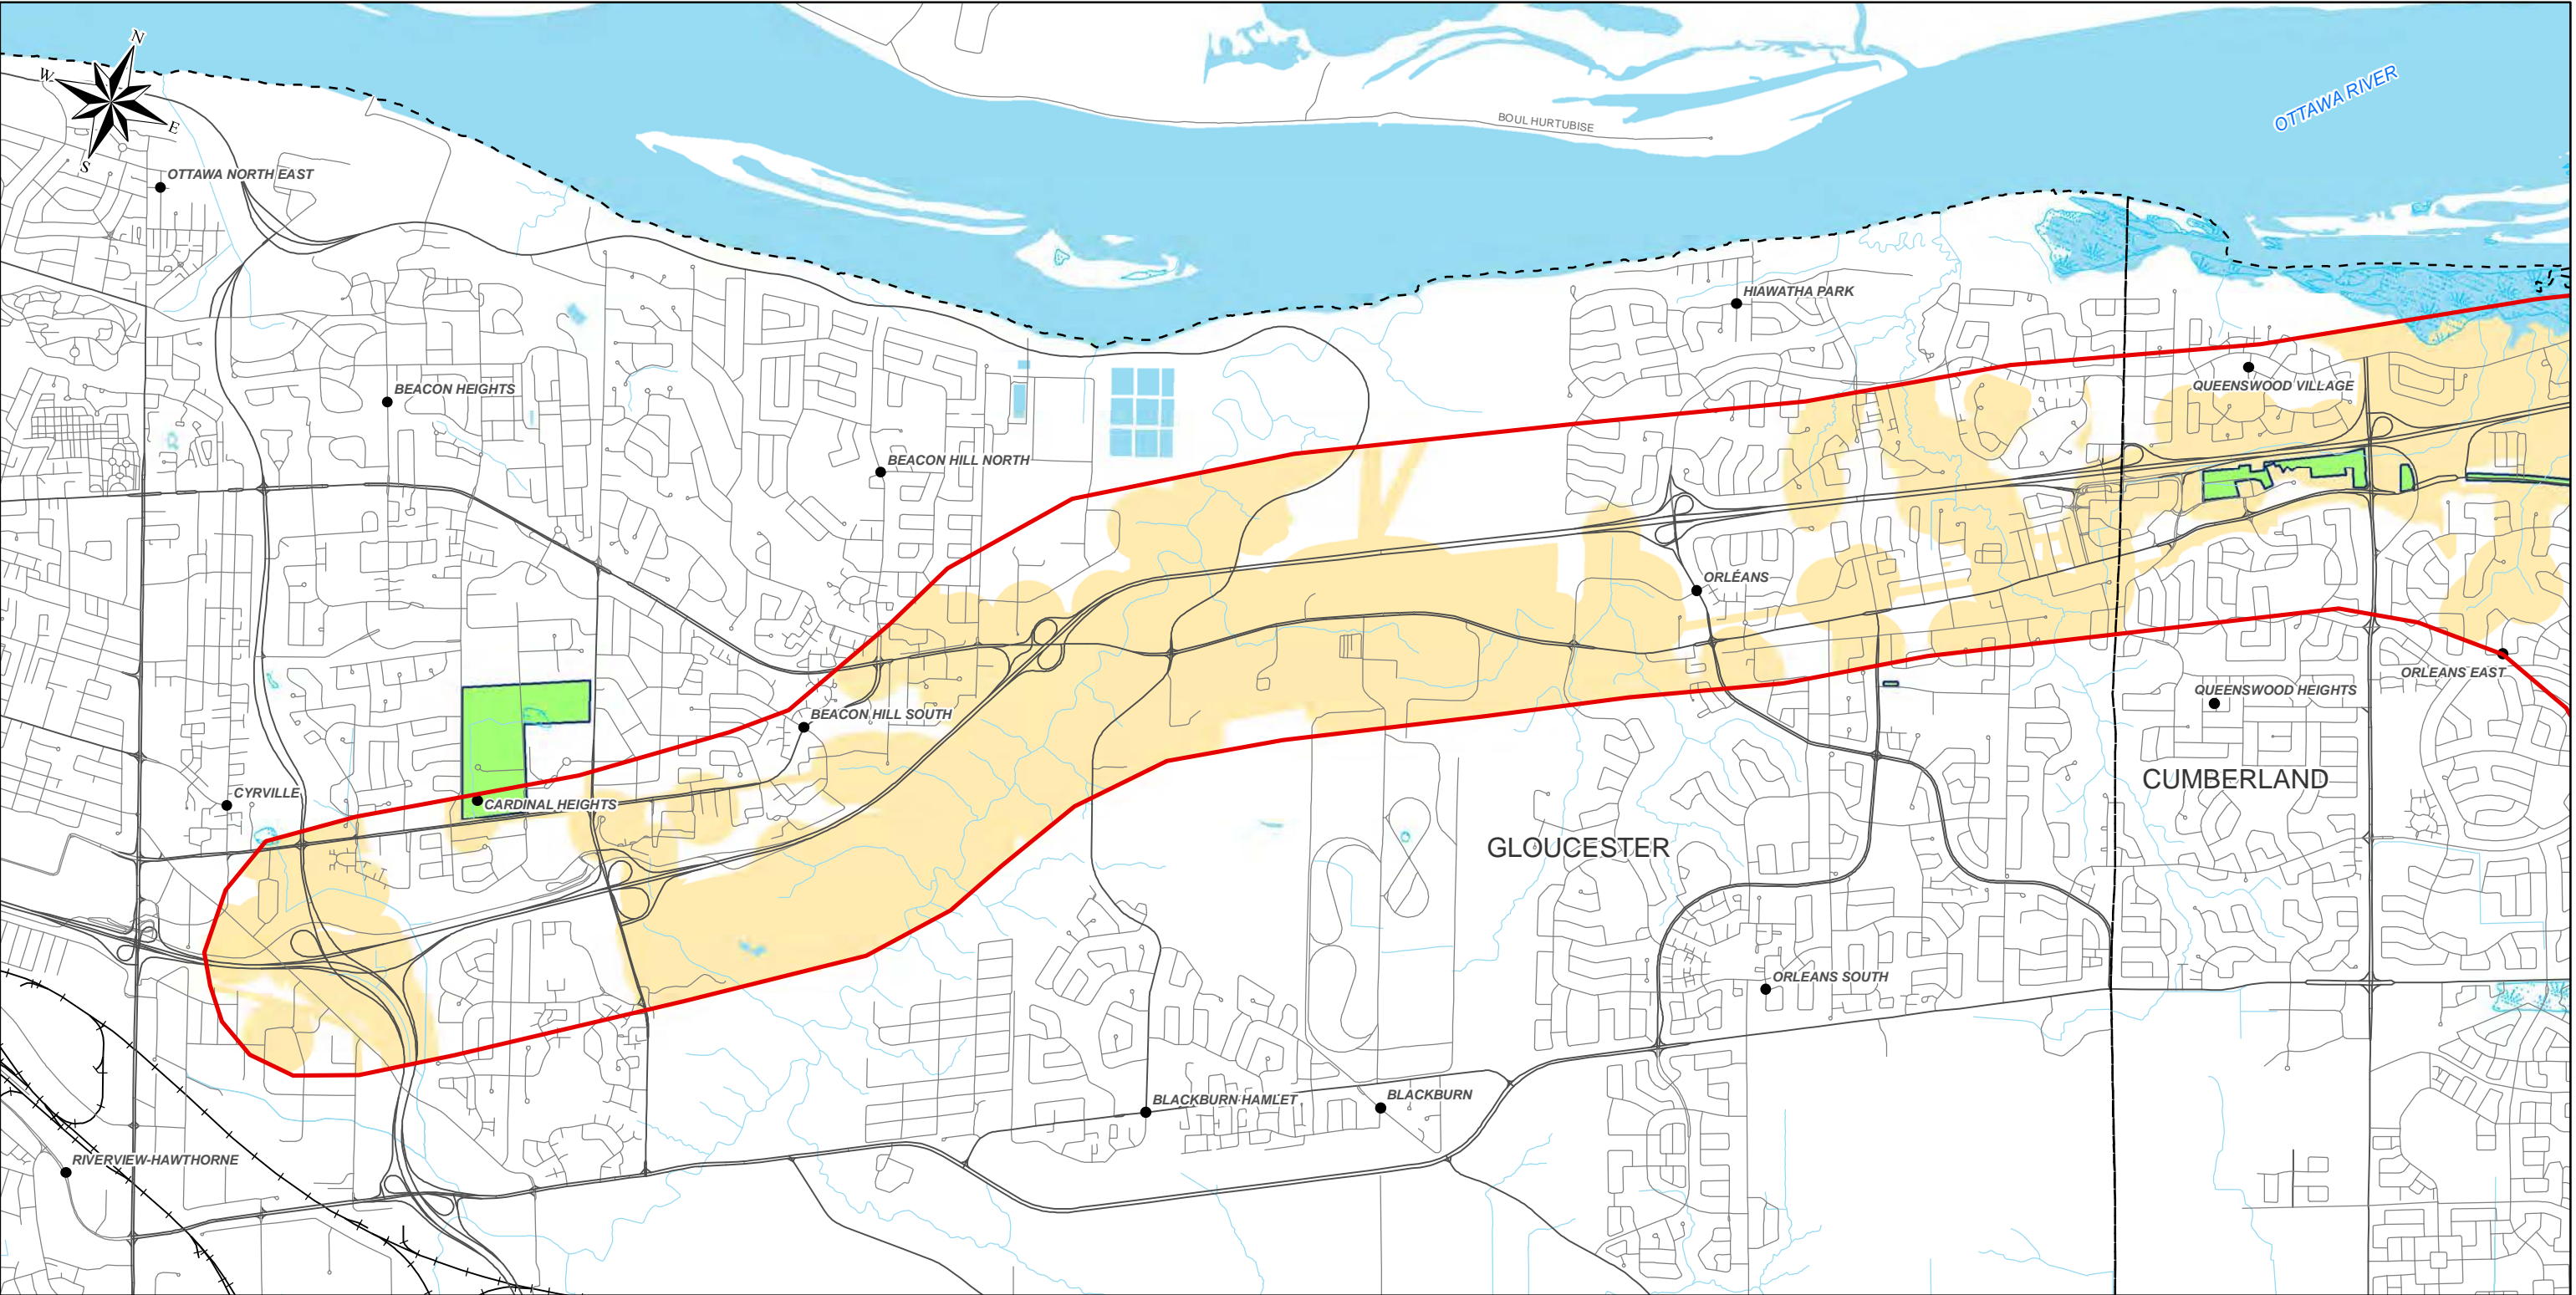 N
W
E
S
OTTAWA RIVER
BOUL HURTUBISE
OTTAWA NORTH EAST
HIAWATHA PARK
QUEENSWOOD VILLAGE
BEACON HEIGHTS
BEACON HILL NORTH
ORLÉANS
ORLEANS EAST
QUEENSWOOD HEIGHTS
BEACON HILL SOUTH
CUMBERLAND
CYRVILLE
CARDINAL HEIGHTS
GLOUCESTER
ORLEANS SOUTH
BLACKBURN HAMLET
BLACKBURN
RIVERVIEW-HAWTHORNE